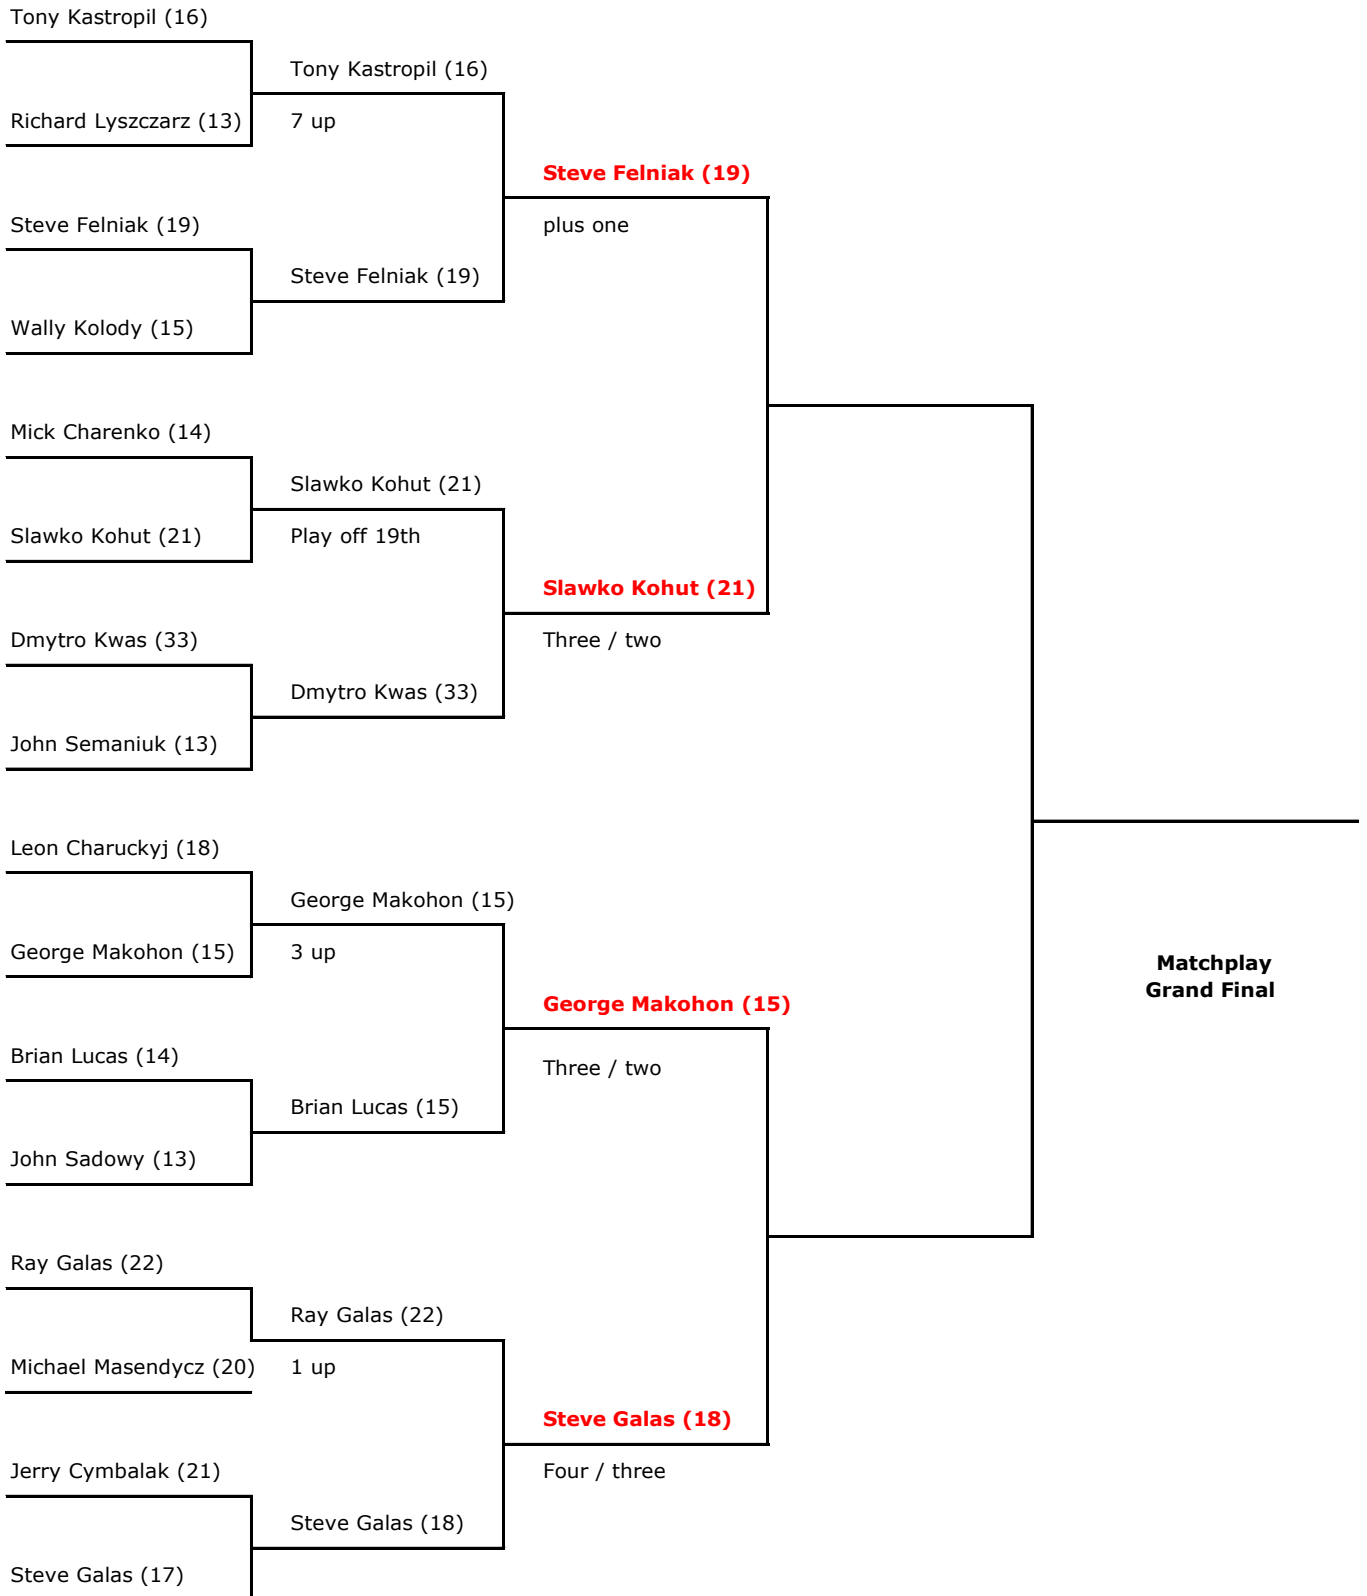 Tony Kastropil (16)
Tony Kastropil (16)
Richard Lyszczarz (13)
7 up
Steve Felniak (19)
Steve Felniak (19)
plus one
Steve Felniak (19)
Wally Kolody (15)
Mick Charenko (14)
Slawko Kohut (21)
Slawko Kohut (21)
Play off 19th
Slawko Kohut (21)
Dmytro Kwas (33)
Three / two
Dmytro Kwas (33)
John Semaniuk (13)
Leon Charuckyj (18)
George Makohon (15)
George Makohon (15)
3 up
Matchplay
Grand Final
George Makohon (15)
Brian Lucas (14)
Three / two
Brian Lucas (15)
John Sadowy (13)
Ray Galas (22)
Ray Galas (22)
Michael Masendycz (20)
1 up
Steve Galas (18)
Jerry Cymbalak (21)
Four / three
Steve Galas (18)
Steve Galas (17)